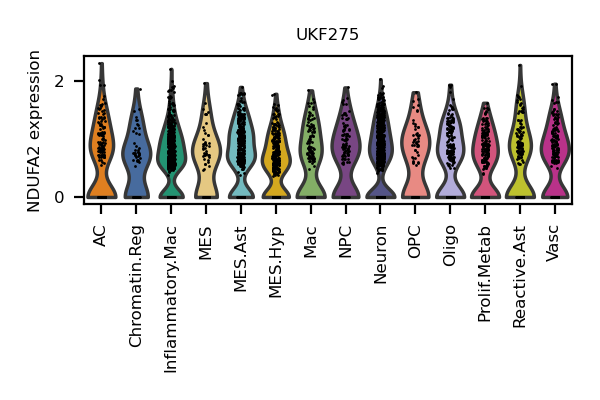 UKF275
NDUFA2 expression
2
0
AC
Chromatin.Reg
Inflammatory.Mac
MES
MES.Ast
MES.Hyp
Mac
NPC
Neuron
OPC
Oligo
Prolif.Metab
Reactive.Ast
Vasc